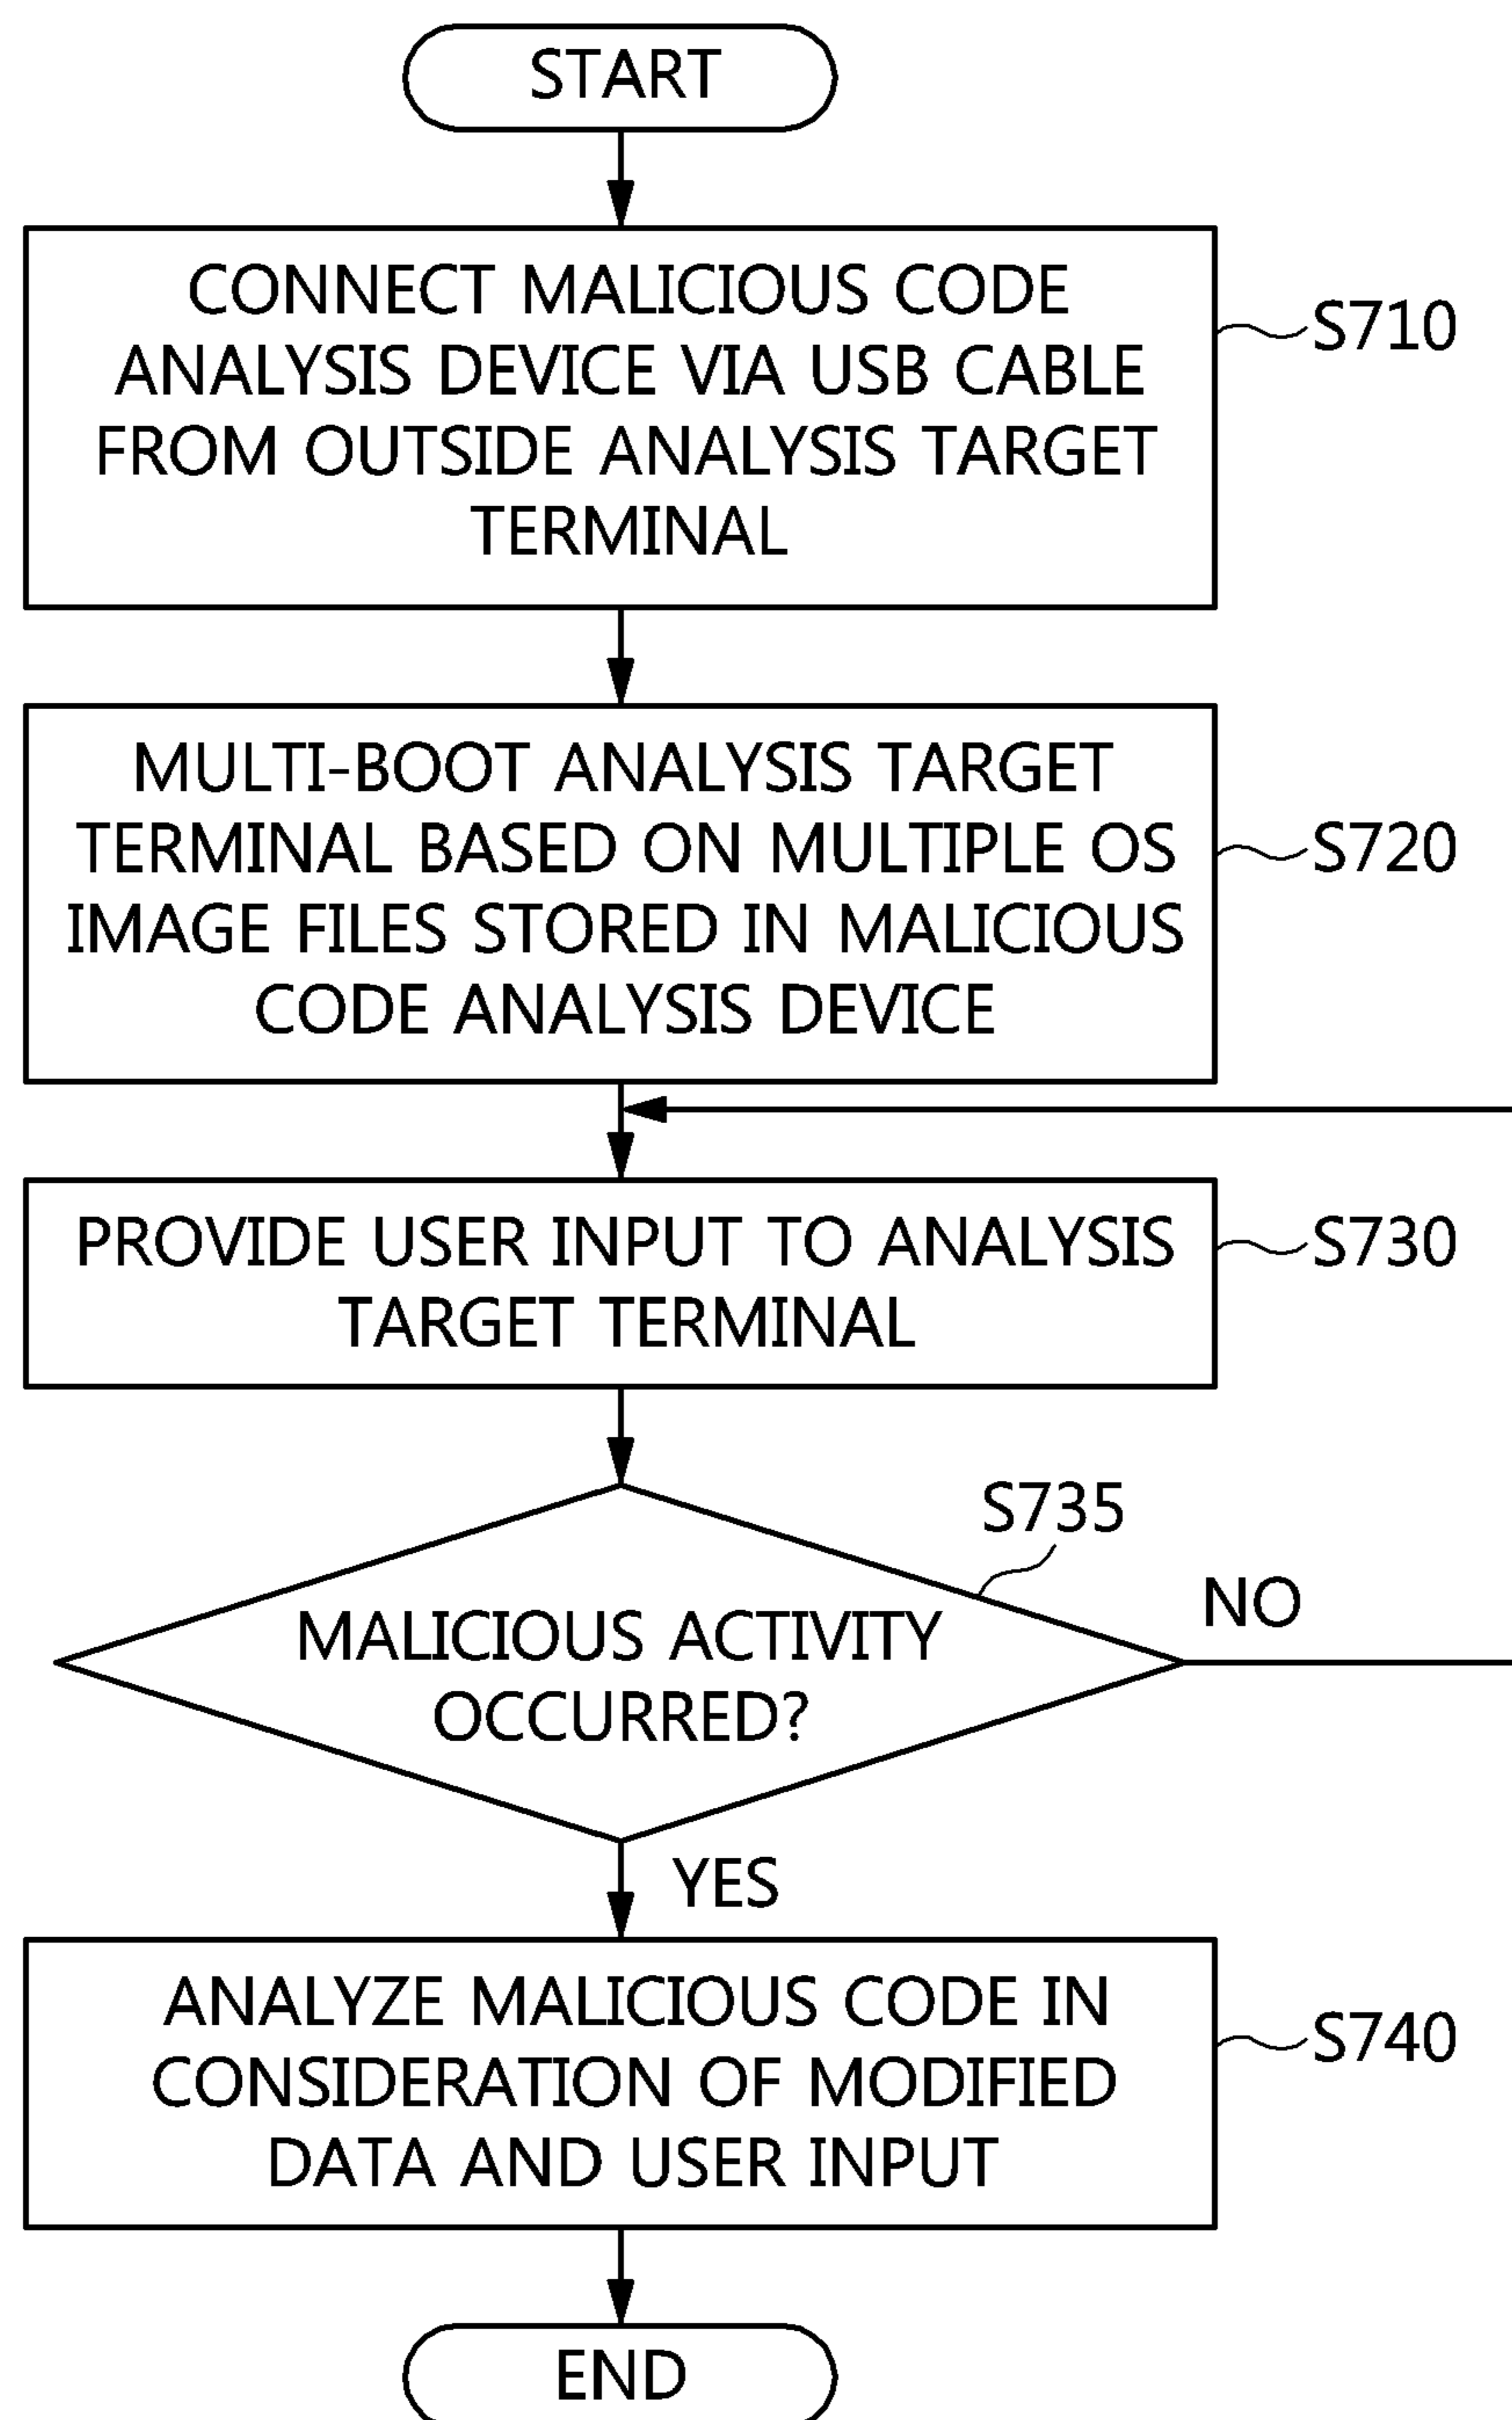 START
CONNECT MALICIOUS CODE
ANALYSIS DEVICE VIA USB CABLE
FROM OUTSIDE ANALYSIS TARGET
TERMINAL
S710
MULTI-BOOT ANALYSIS TARGET
TERMINAL BASED ON MULTIPLE OS
IMAGE FILES STORED IN MALICIOUS
CODE ANALYSIS DEVICE
S720
PROVIDE USER INPUT TO ANALYSIS
TARGET TERMINAL
S730
S735
MALICIOUS ACTIVITY
OCCURRED?
NO
YES
ANALYZE MALICIOUS CODE IN
CONSIDERATION OF MODIFIED
DATA AND USER INPUT
S740
END